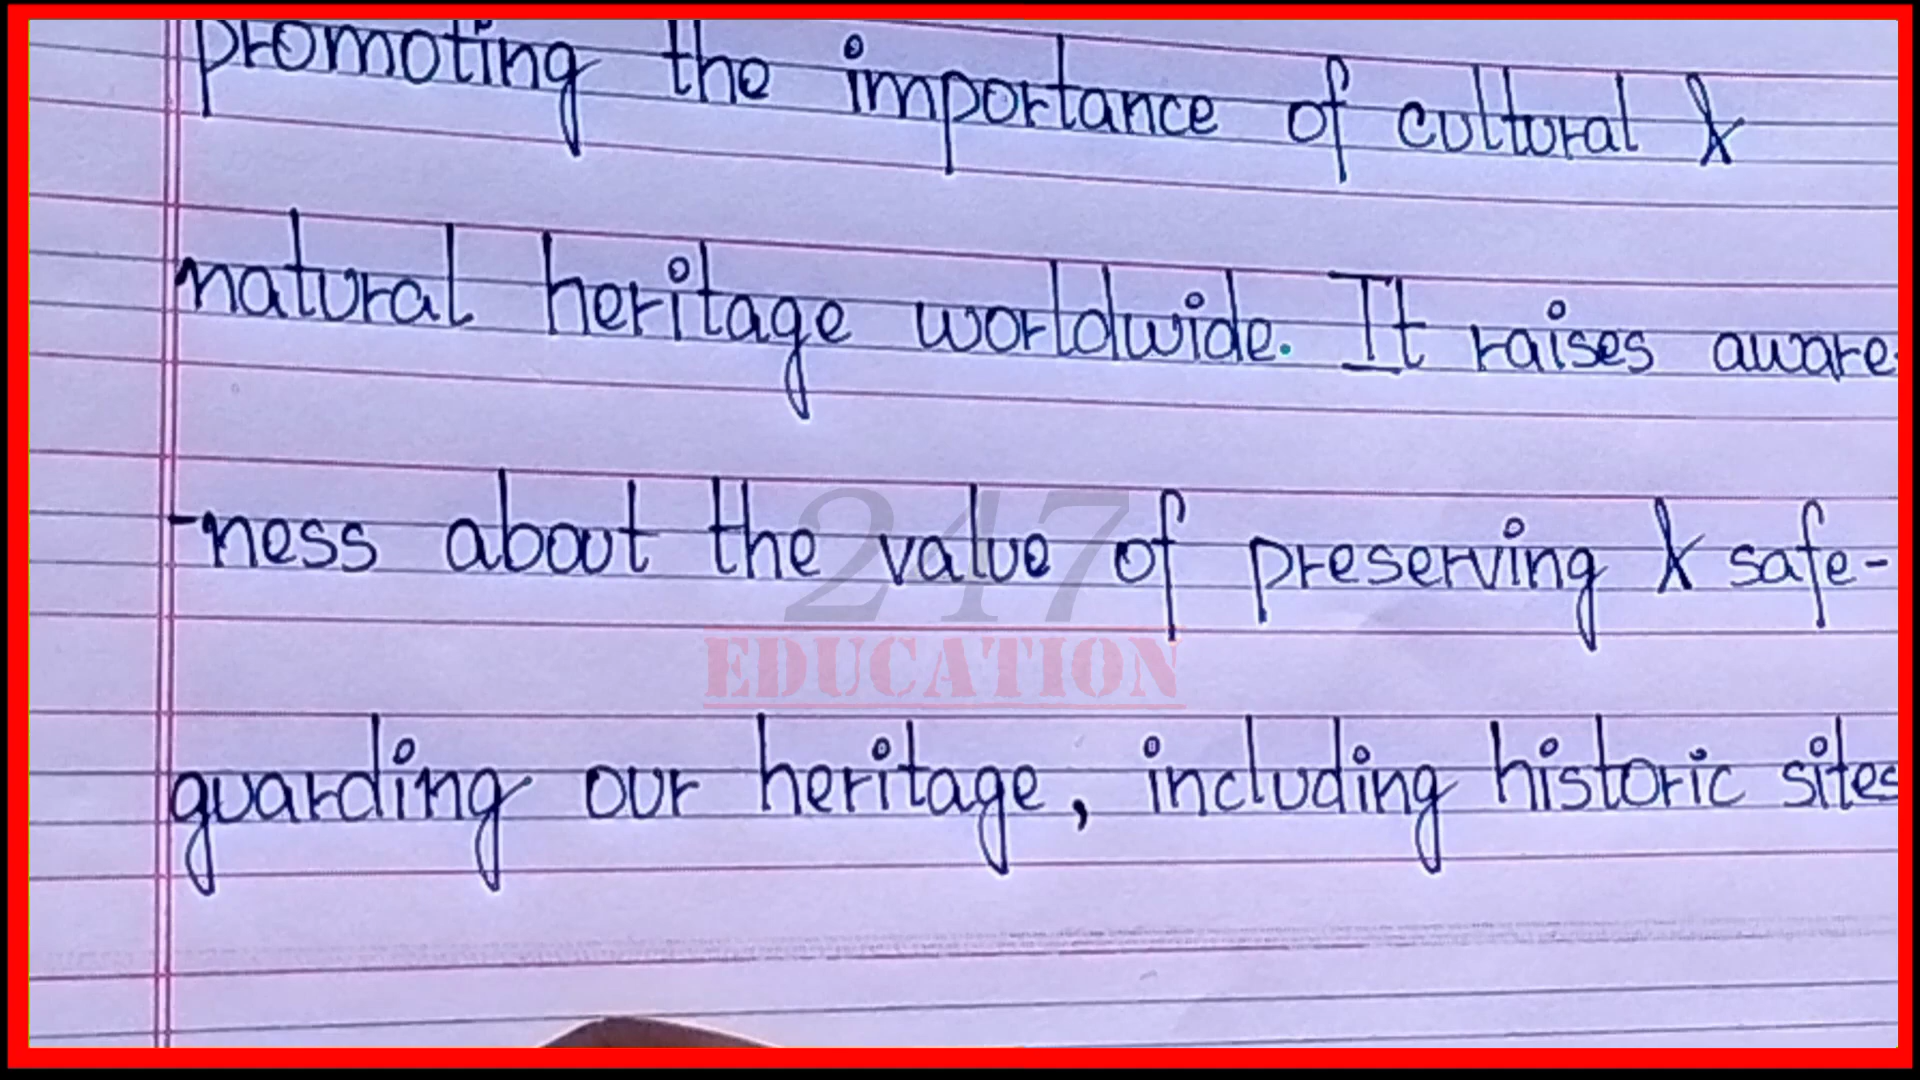 promoting the importance of cultural &
natural heritage worldwide. It raises aware-
-ness about the value of preserving & safe-
247
EDUCATION
guarding our heritage, including historic sites